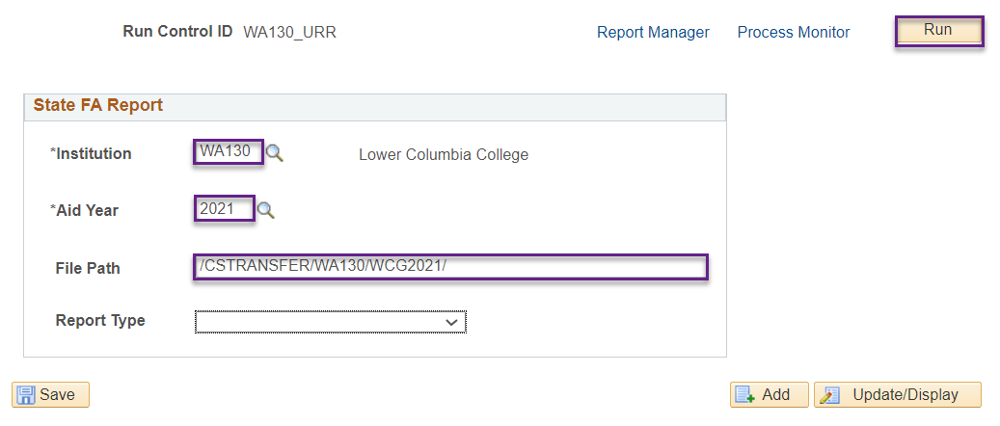 Run Control ID WA130_URR Report Manager Process Monitor Run
State FA Report
*Institution WA130 Lower Columbia College
*Aid Year 2021
File Path /CSTRANSFER/WA130/WCG2021/
Report Type
Save Add Update/Display